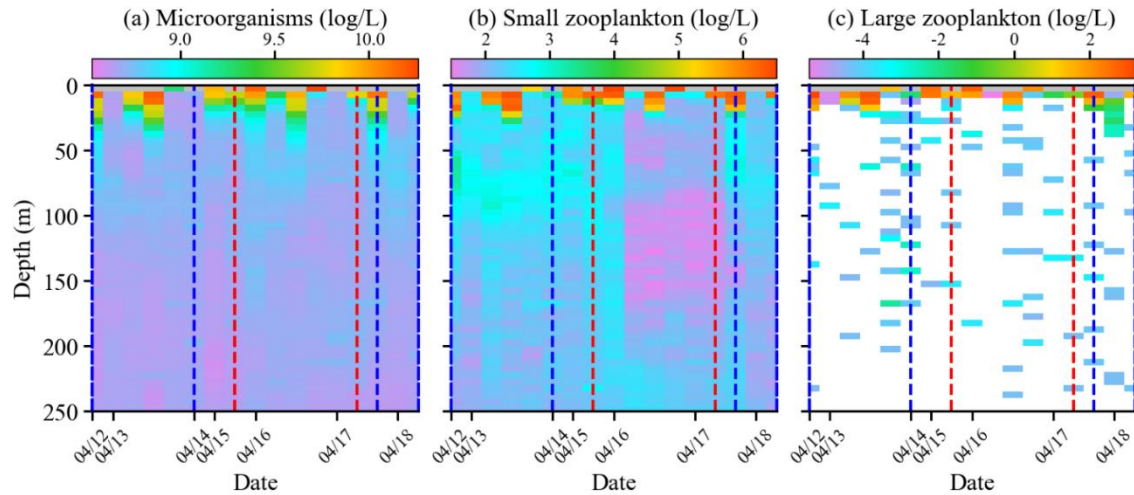 (a) Microorganisms (log/L)
(b) Small zooplankton (log/L)
(c) Large zooplankton (log/L)
9.0 9.5 10.0
2 3 4 5 6
-4 -2 0 2
0
50
100
150
200
250
Depth (m)
04/12 04/13 04/14 04/15 04/16 04/17 04/18
04/12 04/13 04/14 04/15 04/16 04/17 04/18
04/12 04/13 04/14 04/15 04/16 04/17 04/18
Date
Date
Date